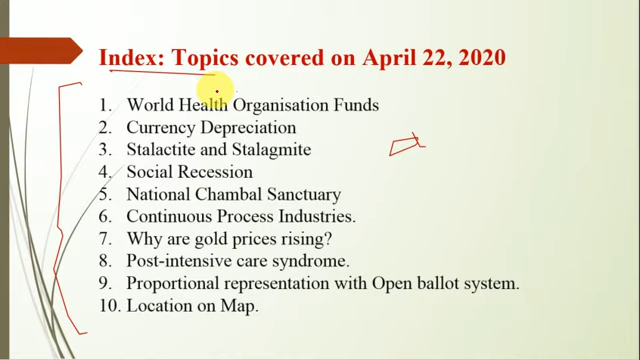 Index: Topics covered on April 22, 2020
1. World Health Organisation Funds
2. Currency Depreciation
3. Stalactite and Stalagmite
4. Social Recession
5. National Chambal Sanctuary
6. Continuous Process Industries.
7. Why are gold prices rising?
8. Post-intensive care syndrome.
9. Proportional representation with Open ballot system.
10. Location on Map.